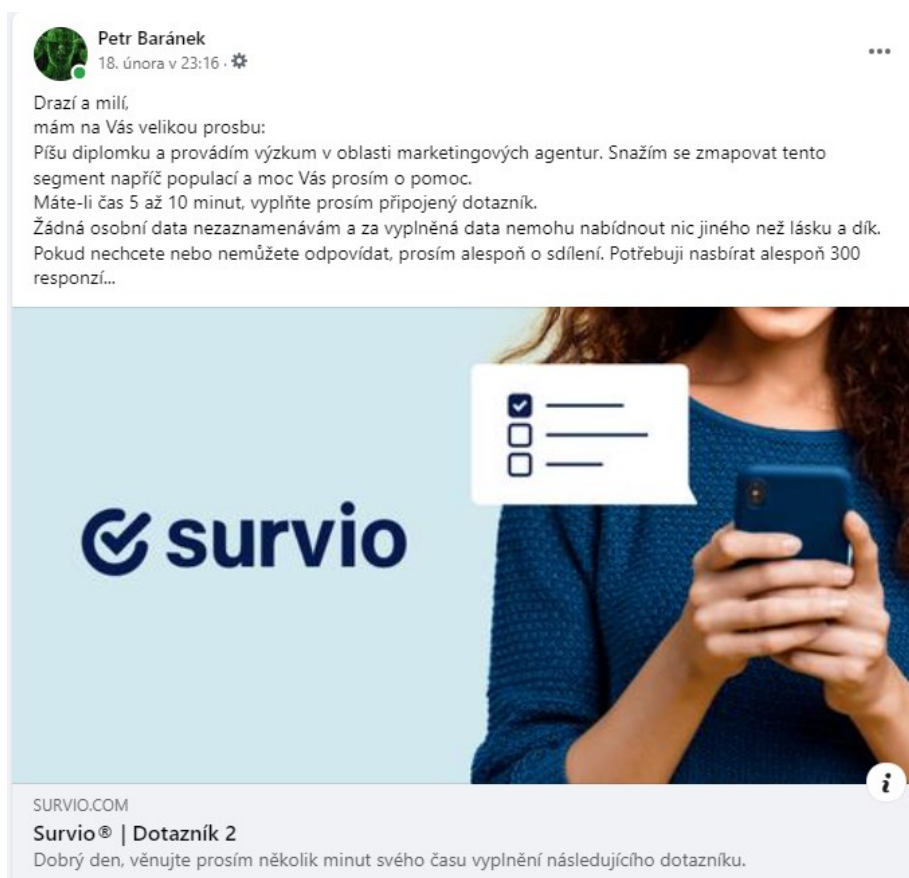 Petr Baránek
18. února v 23:16 ·
Drazí a milí,
mám na Vás velikou prosbu:
Píšu diplomku a provádím výzkum v oblasti marketingových agentur. Snažím se zmapovat tento
segment napříč populací a moc Vás prosím o pomoc.
Máte-li čas 5 až 10 minut, vyplňte prosím připojený dotazník.
Žádná osobní data nezaznamenávám a za vyplněná data nemohu nabídnout nic jiného než lásku a dík.
Pokud nechcete nebo nemůžete odpovídat, prosím alespoň o sdílení. Potřebuji nasbírat alespoň 300
responzí...
survio
i
SURVIO.COM
Survio® | Dotazník 2
Dobrý den, věnujte prosím několik minut svého času vyplnění následujícího dotazníku.